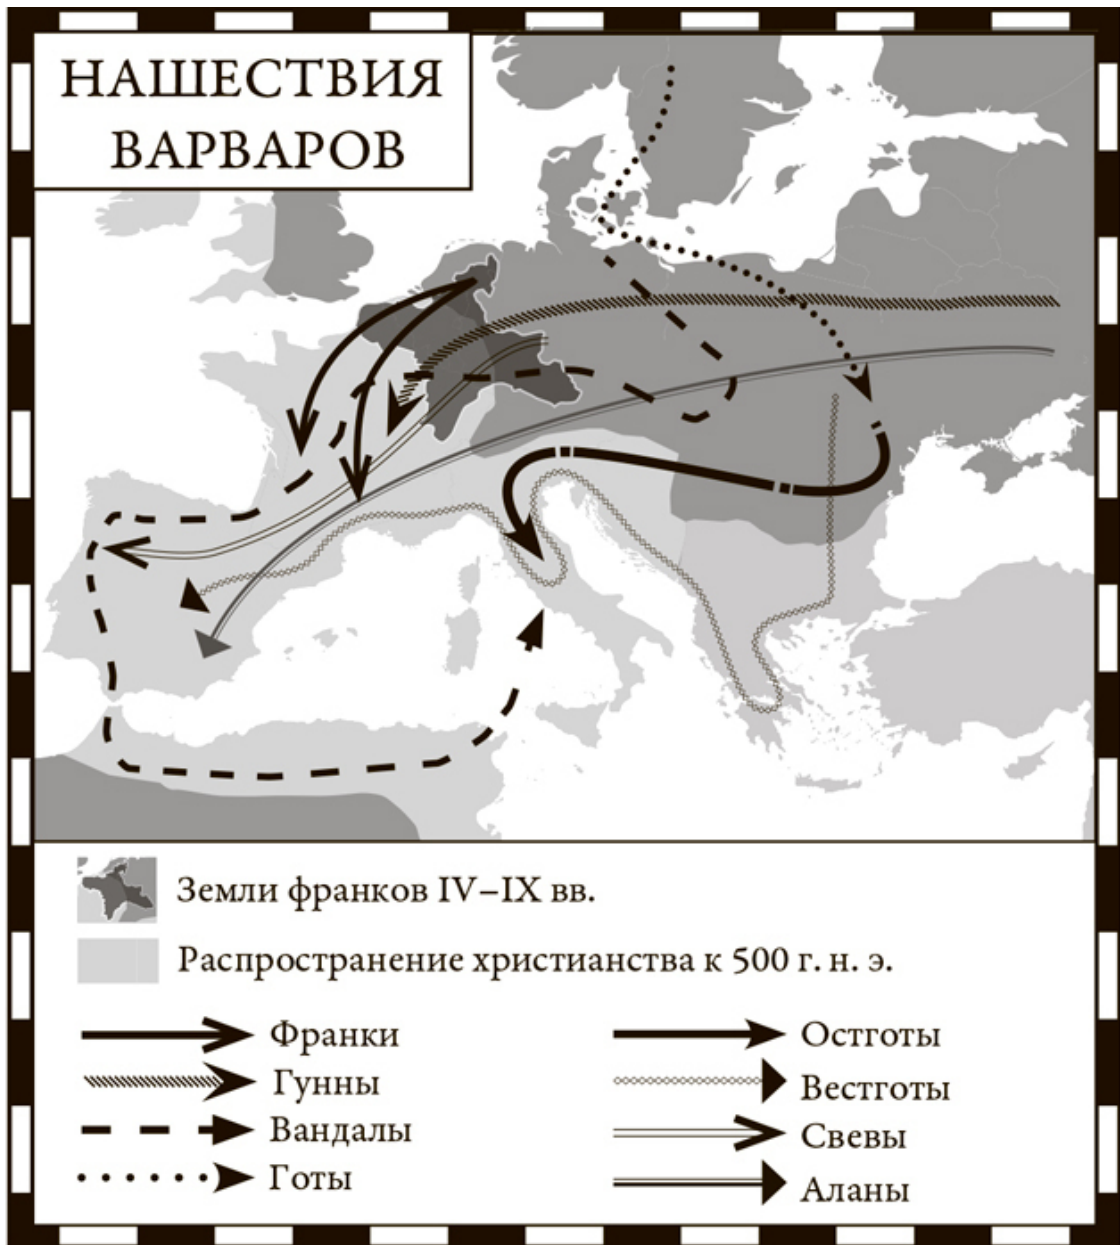 НАШЕСТВИЯ
ВАРВАРОВ
Земли франков IV–IX вв.
Распространение христианства к 500 г. н. э.
Франки
Гунны
Вандалы
Готы
Остготы
Вестготы
Свевы
Аланы